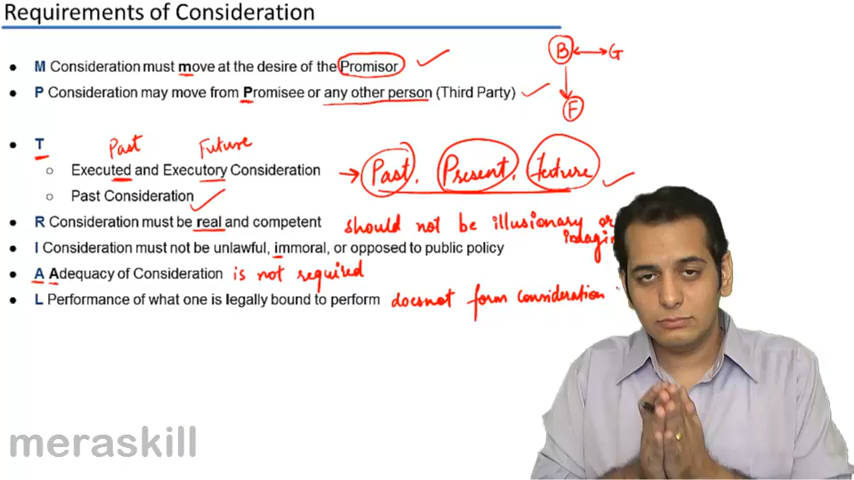 Requirements of Consideration
B ↔ G
• M Consideration must move at the desire of the Promisor
• P Consideration may move from Promisee or any other person (Third Party)
F
• T Past Future
○ Executed and Executory Consideration → Past, Present, Future
○ Past Consideration
• R Consideration must be real and competent should not be illusionary or
• I Consideration must not be unlawful, immoral, or opposed to public policy
• A Adequacy of Consideration is not required
• L Performance of what one is legally bound to perform doesnot form consideration
meraskill